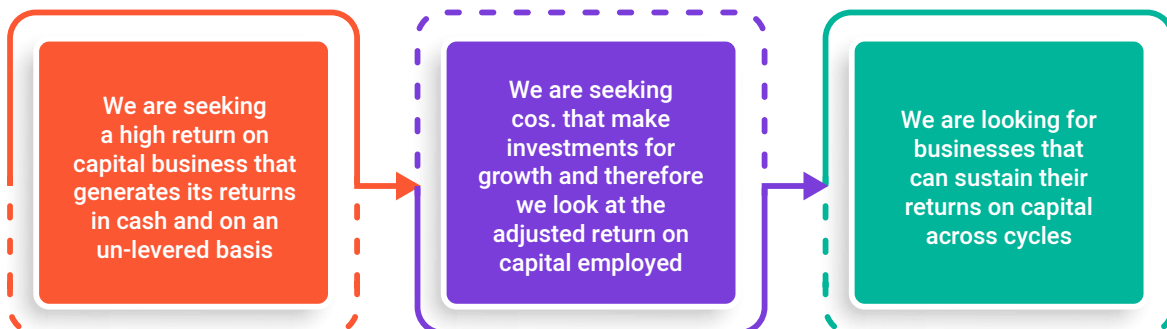 We are seeking
a high return on
capital business that
generates its returns
in cash and on an
un-levered basis
We are seeking
cos. that make
investments for
growth and therefore
we look at the
adjusted return on
capital employed
We are looking for
businesses that
can sustain their
returns on capital
across cycles